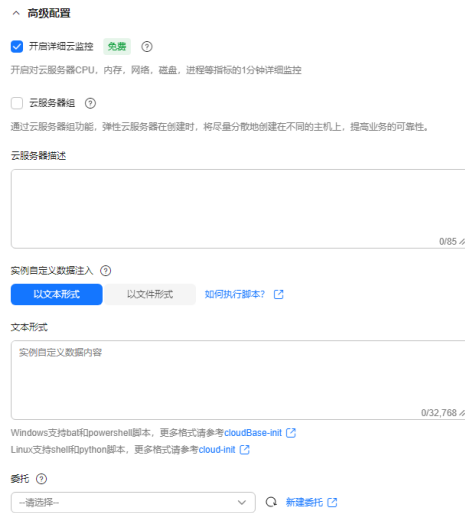 高级配置
开启详细云监控 免费
开启对云服务器CPU，内存，网络，磁盘，进程等指标的1分钟详细监控
云服务器组
通过云服务器组功能，弹性云服务器在创建时，将尽量分散地创建在不同的主机上，提高业务的可靠性。
云服务器描述
0/85
实例自定义数据注入
以文本形式 以文件形式 如何执行脚本？
文本形式
实例自定义数据内容
0/32,768
Windows支持bat和powershell脚本，更多格式请参考cloudBase-init
Linux支持shell和python脚本，更多格式请参考cloud-init
委托
--请选择-- 新建委托